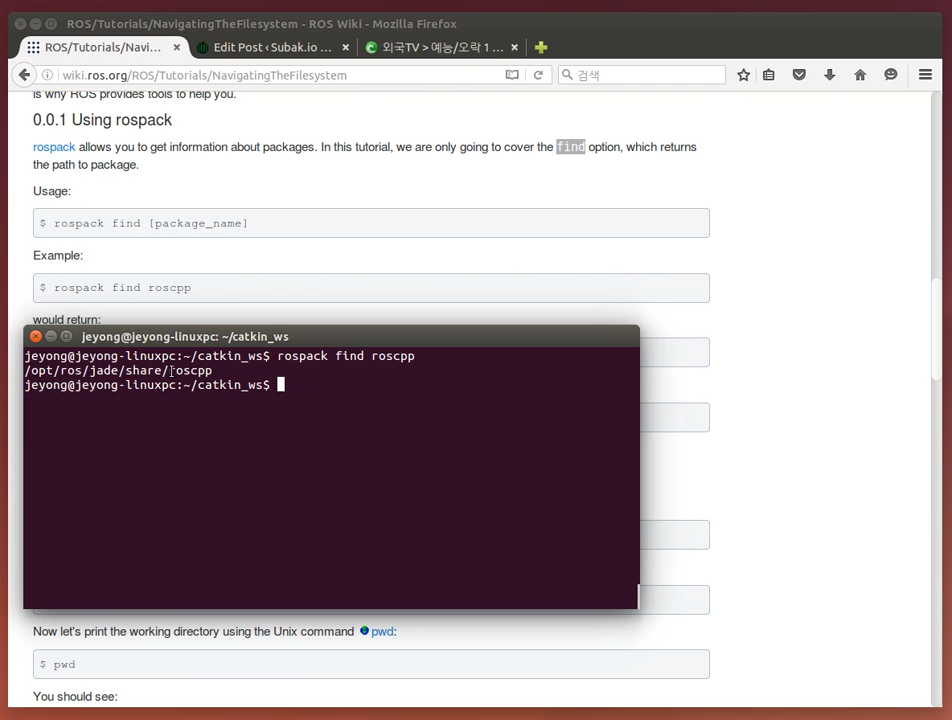 ROS/Tutorials/NavigatingTheFilesystem - ROS Wiki - Mozilla Firefox
ROS/Tutorials/Navi... × Edit Post ‹ Subak.io ... × 외국TV > 예능/오락 1 ... ×
wiki.ros.org/ROS/Tutorials/NavigatingTheFilesystem 검색
is why ROS provides tools to help you.
0.0.1 Using rospack
rospack allows you to get information about packages. In this tutorial, we are only going to cover the find option, which returns
the path to package.
Usage:
$ rospack find [package_name]
Example:
$ rospack find roscpp
would return:
jeyong@jeyong-linuxpc: ~/catkin_ws
jeyong@jeyong-linuxpc:~/catkin_ws$ rospack find roscpp
/opt/ros/jade/share/roscpp
jeyong@jeyong-linuxpc:~/catkin_ws$
Now let's print the working directory using the Unix command pwd:
$ pwd
You should see: